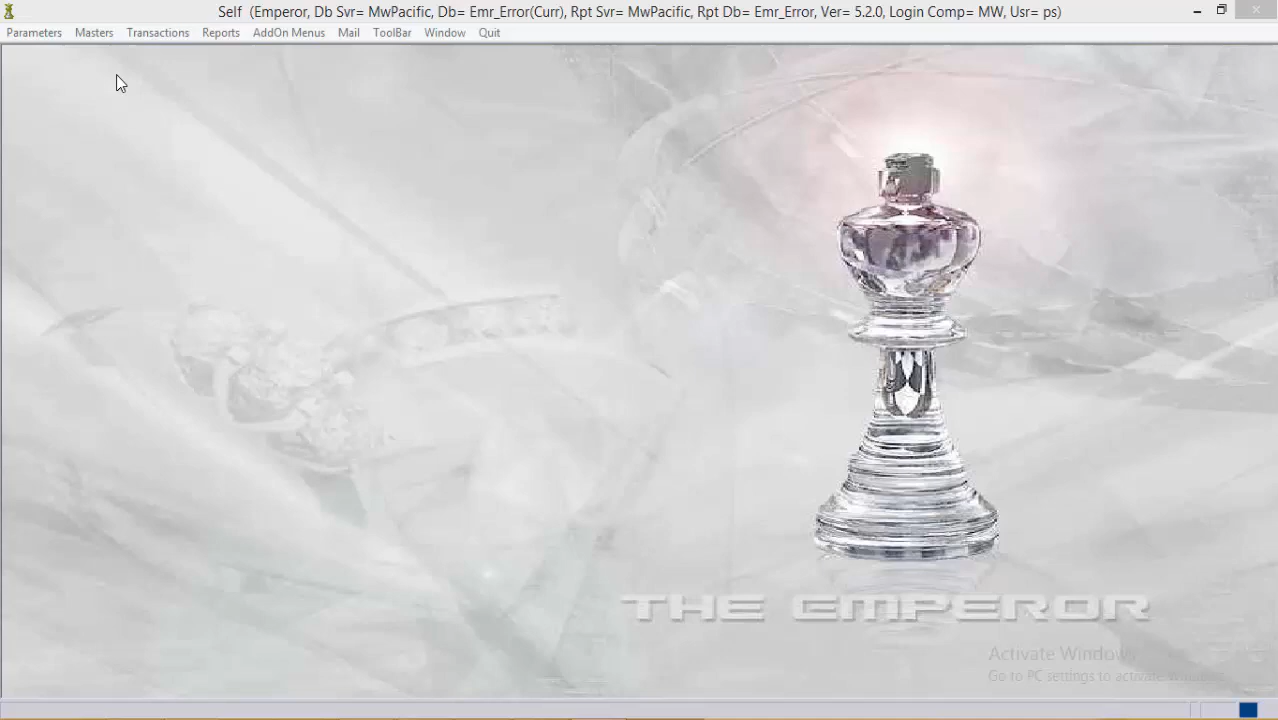 Self (Emperor, Db Svr= MwPacific, Db= Emr_Error(Curr), Rpt Svr= MwPacific, Rpt Db= Emr_Error, Ver= 5.2.0, Login Comp= MW, Usr= ps)
Parameters Masters Transactions Reports AddOn Menus Mail ToolBar Window Quit
THE EMPEROR
Activate Windows
Go to PC settings to activate Windows.